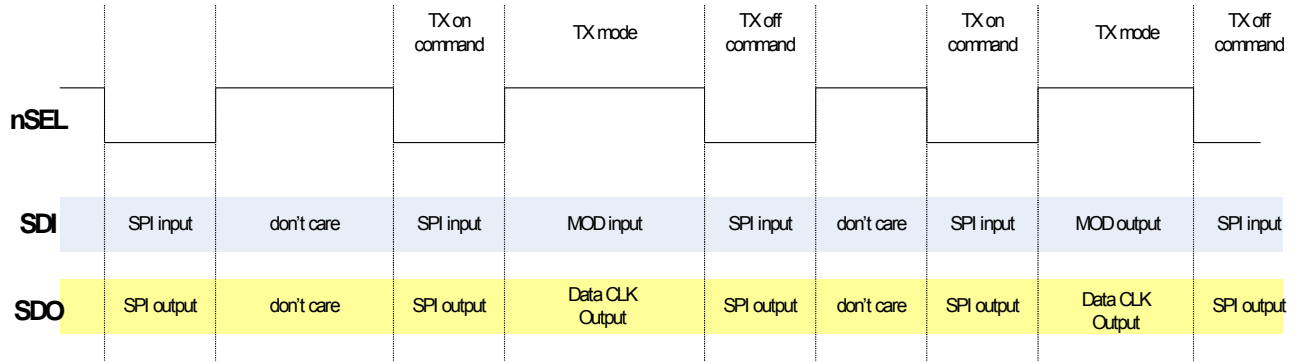 TX on
command
TX mode
TX off
command
TX on
command
TX mode
TX off
command
nSEL
SDI
SPI input
don't care
SPI input
MOD input
SPI input
don't care
SPI input
MOD output
SPI input
SDO
SPI output
don't care
SPI output
Data CLK
Output
SPI output
don't care
SPI output
Data CLK
Output
SPI output